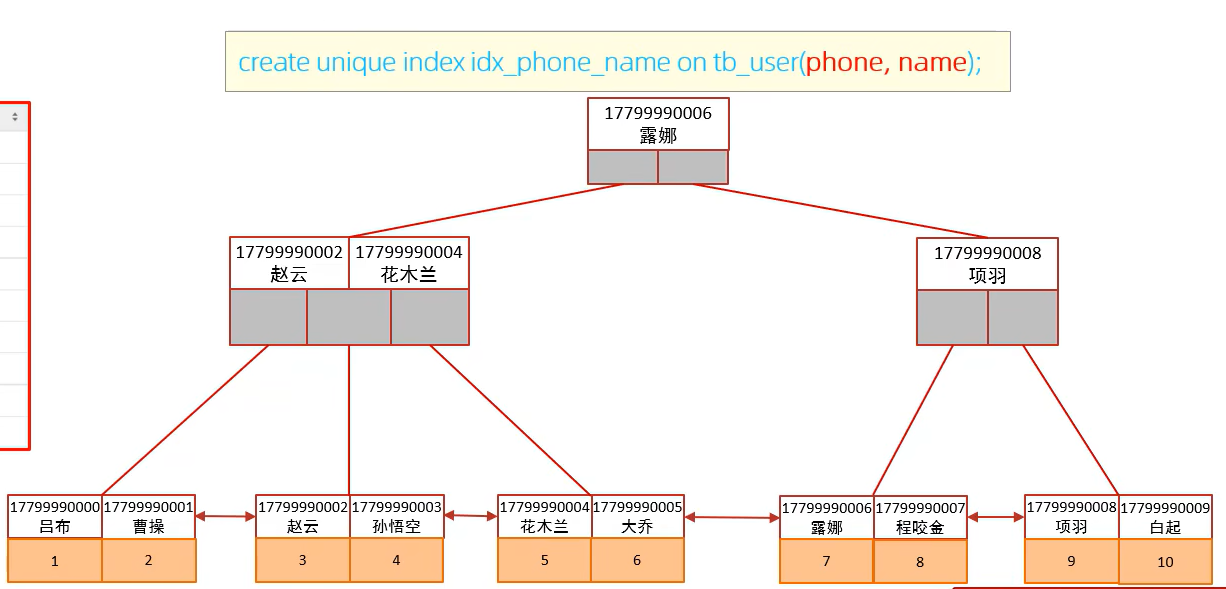 create unique index idx_phone_name on tb_user(phone, name);
17799990006
露娜
17799990002
赵云
17799990004
花木兰
17799990008
项羽
17799990000
吕布
17799990001
曹操
17799990002
赵云
17799990003
孙悟空
17799990004
花木兰
17799990005
大乔
17799990006
露娜
17799990007
程咬金
17799990008
项羽
17799990009
白起
1
2
3
4
5
6
7
8
9
10